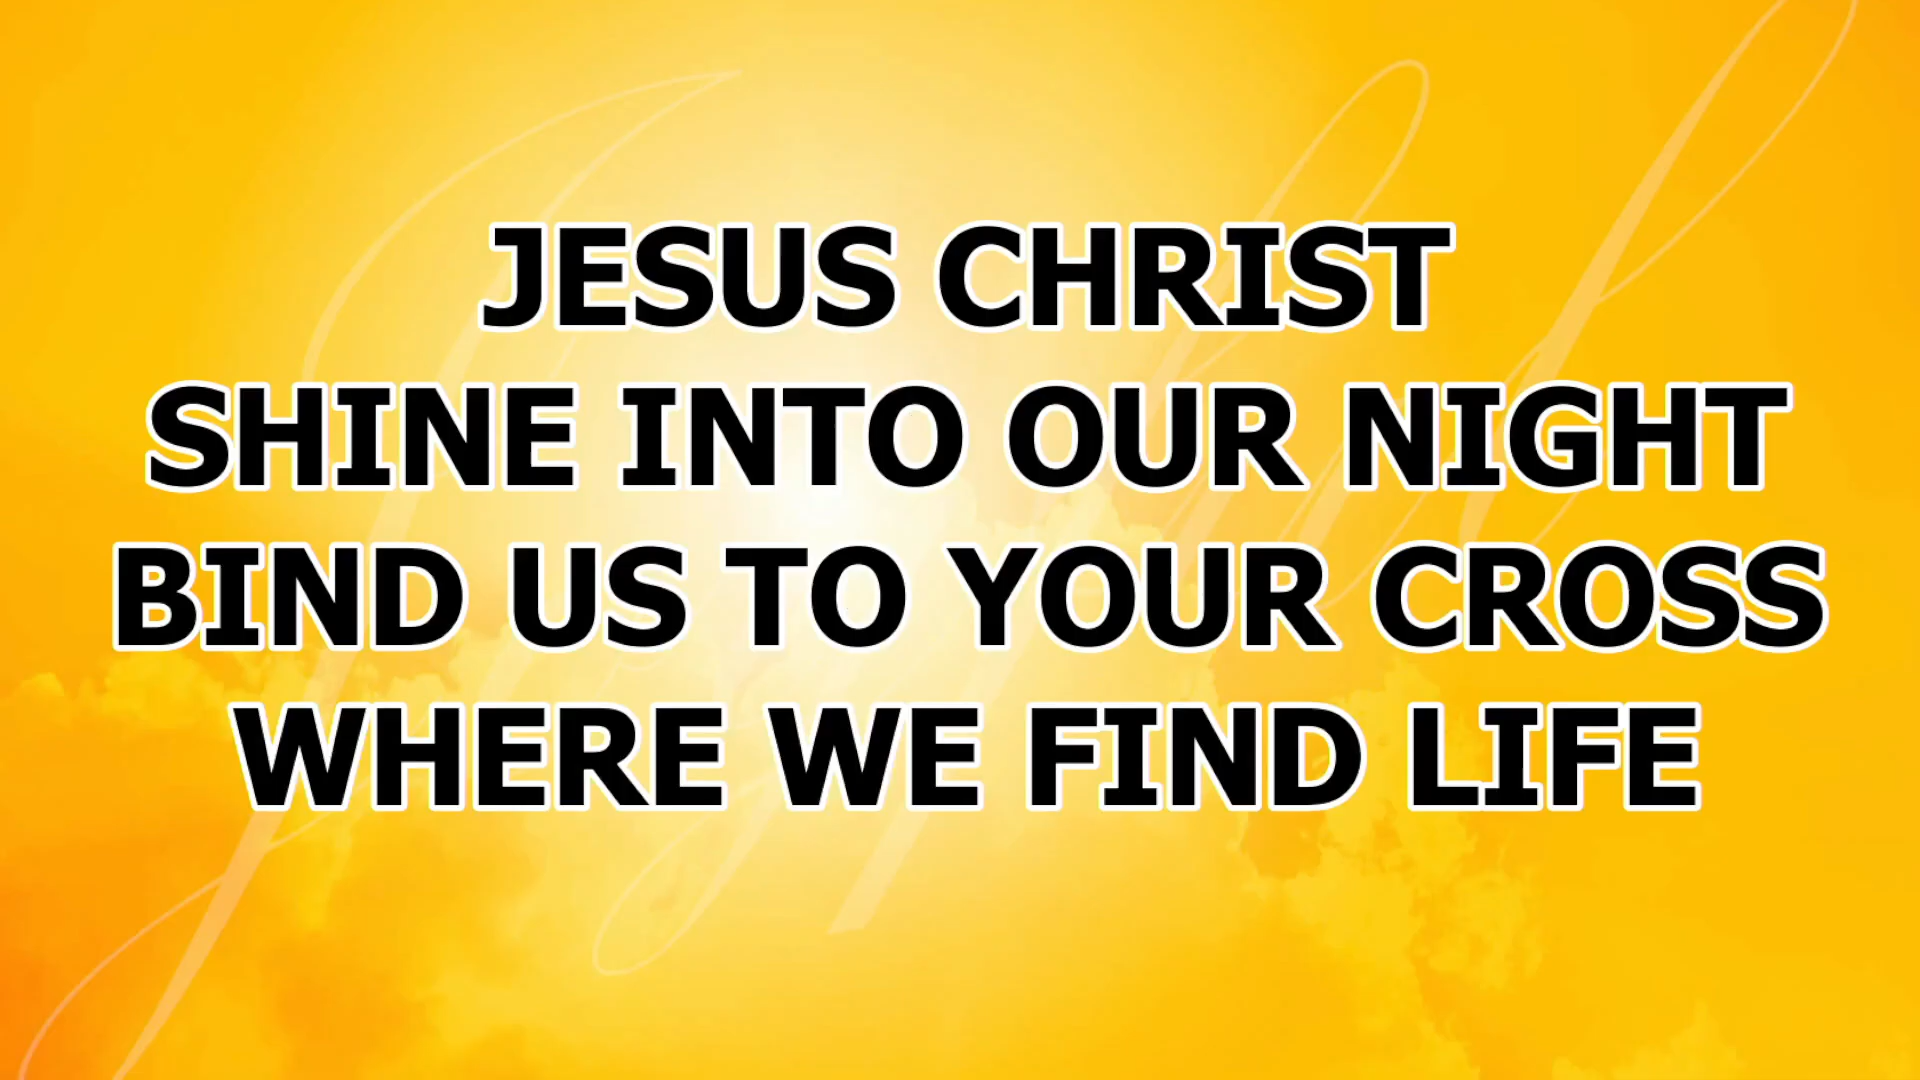 JESUS CHRIST
SHINE INTO OUR NIGHT
BIND US TO YOUR CROSS
WHERE WE FIND LIFE